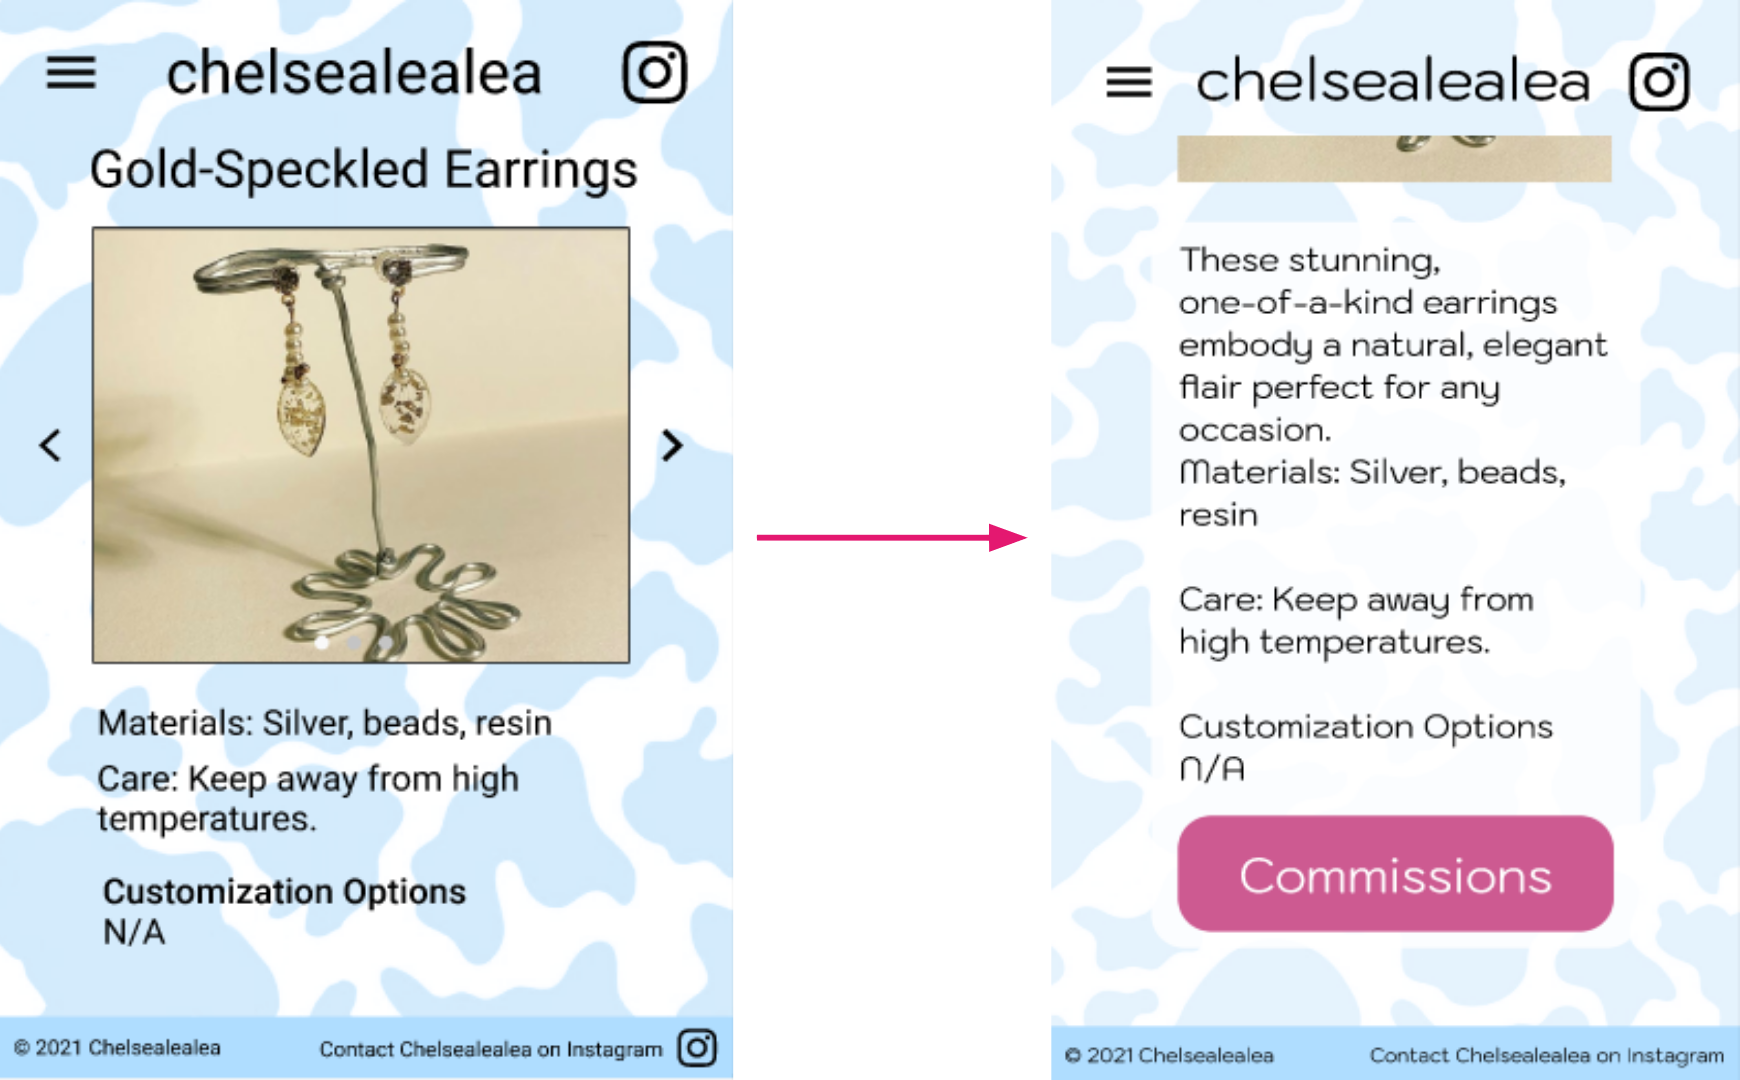 chelsealealea
Gold-Speckled Earrings
Materials: Silver, beads, resin
Care: Keep away from high
temperatures.
Customization Options
N/A
© 2021 Chelsealealea
Contact Chelsealealea on Instagram
chelsealealea
These stunning,
one-of-a-kind earrings
embody a natural, elegant
flair perfect for any
occasion.
Materials: Silver, beads,
resin
Care: Keep away from
high temperatures.
Customization Options
N/A
Commissions
© 2021 Chelsealealea
Contact Chelsealealea on Instagram